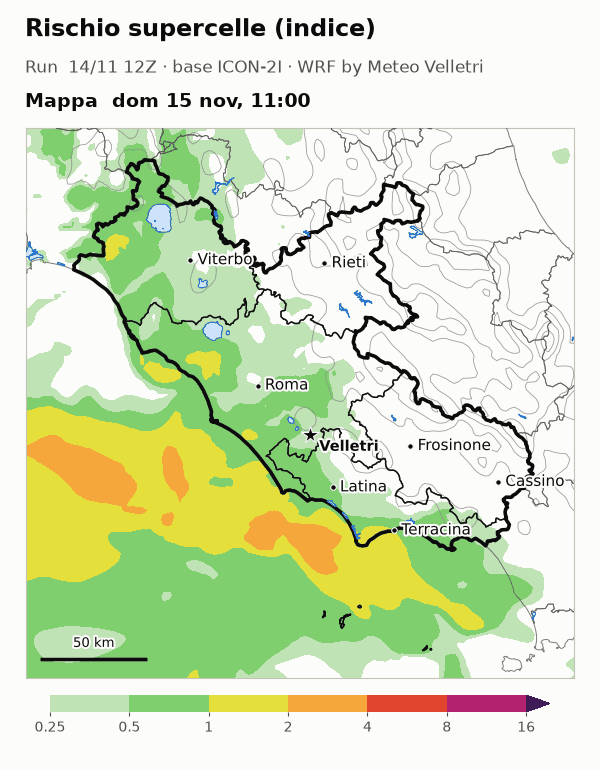 Rischio supercelle (indice)
Run  14/11 12Z · base ICON-2I · WRF by Meteo Velletri
Mappa  dom 15 nov, 11:00
Viterbo
Rieti
Roma
Velletri
Frosinone
Cassino
Latina
Terracina
50 km
0.25 0.5 1 2 4 8 16